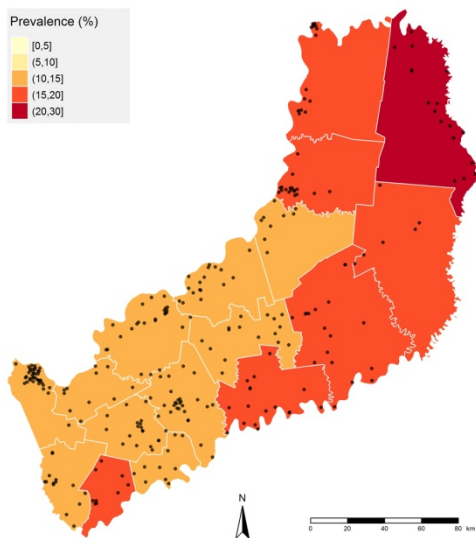 Prevalence (%)
[0,5]
(5,10]
(10,15]
(15,20]
(20,30]
N
0 20 40 60 80 km